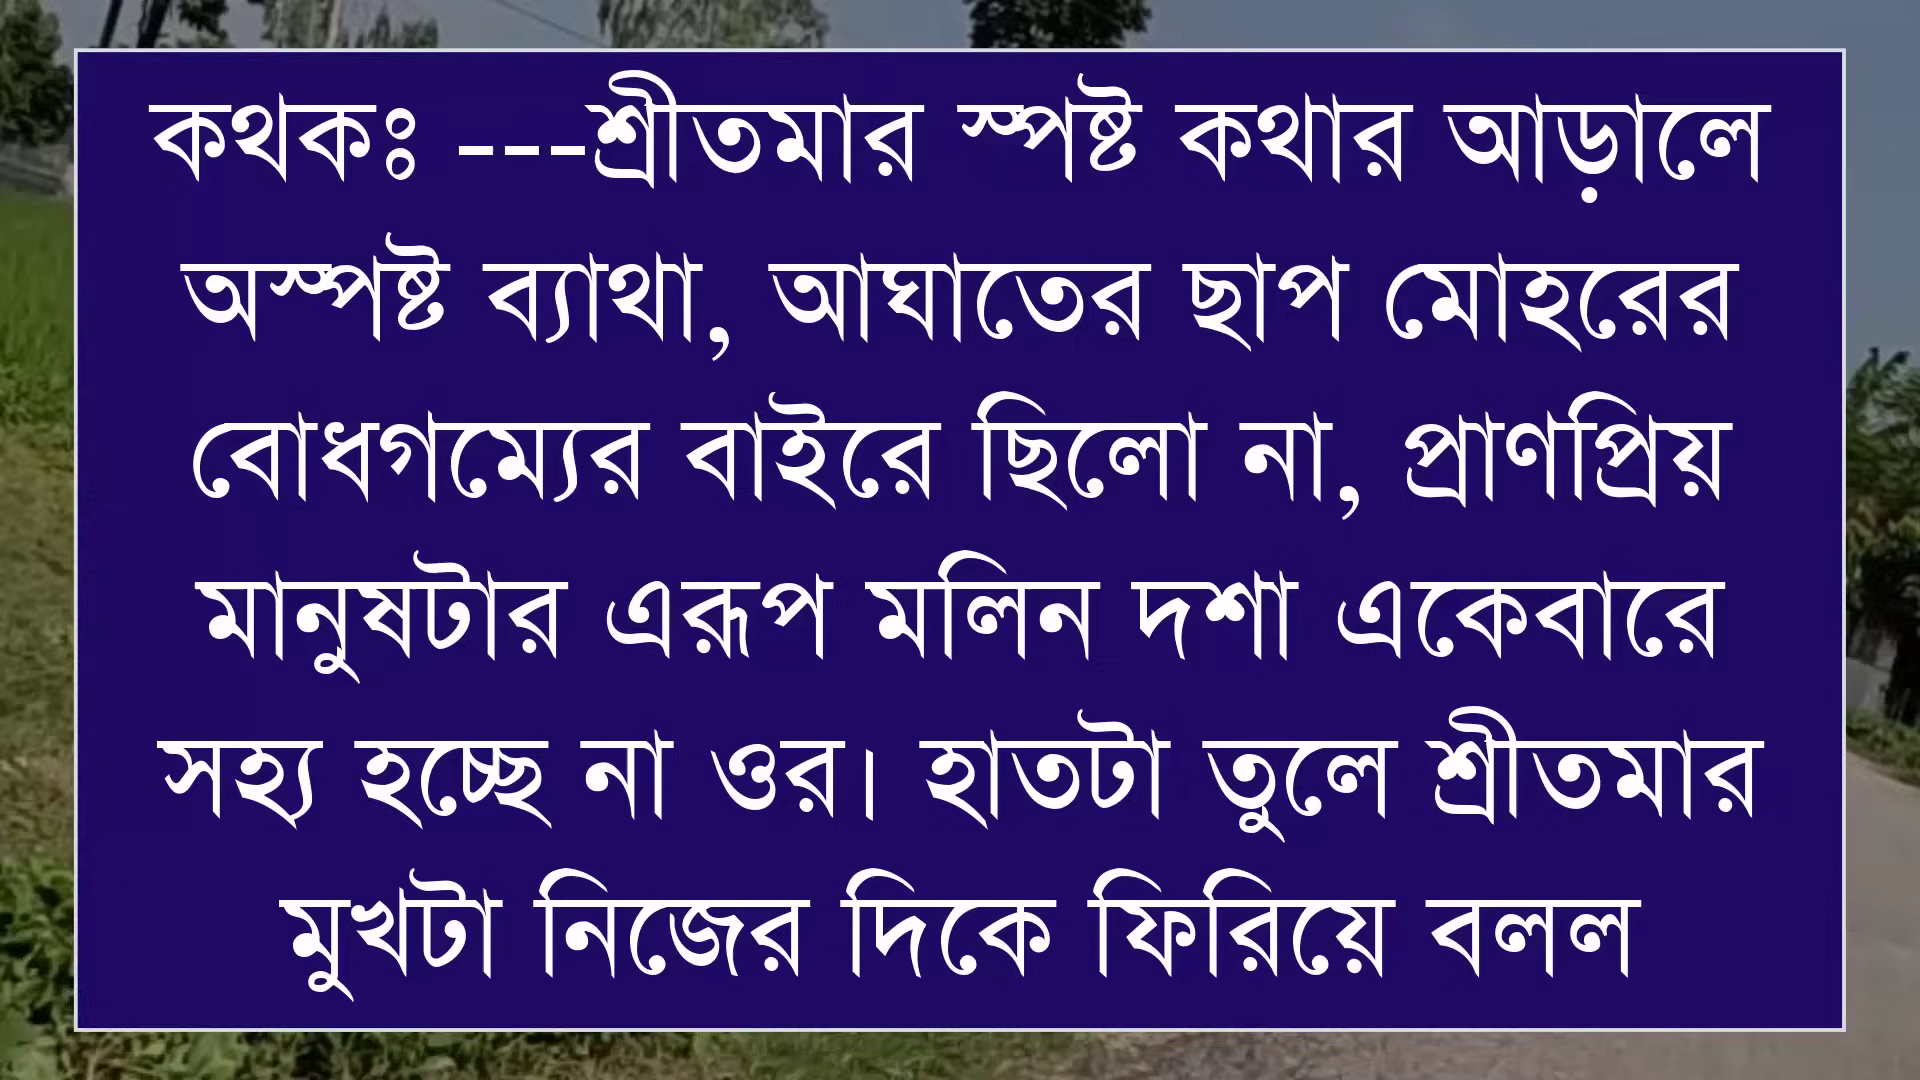 কথকঃ ---শ্রীতমার স্পষ্ট কথার আড়ালে
অস্পষ্ট ব্যাথা, আঘাতের ছাপ মোহরের
বোধগম্যের বাইরে ছিলো না, প্রাণপ্রিয়
মানুষটার এরূপ মলিন দশা একেবারে
সহ্য হচ্ছে না ওর। হাতটা তুলে শ্রীতমার
মুখটা নিজের দিকে ফিরিয়ে বলল